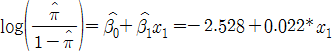 log(π̂/(1−π̂)) = β̂₀ + β̂₁x₁ = −2.528 + 0.022*x₁